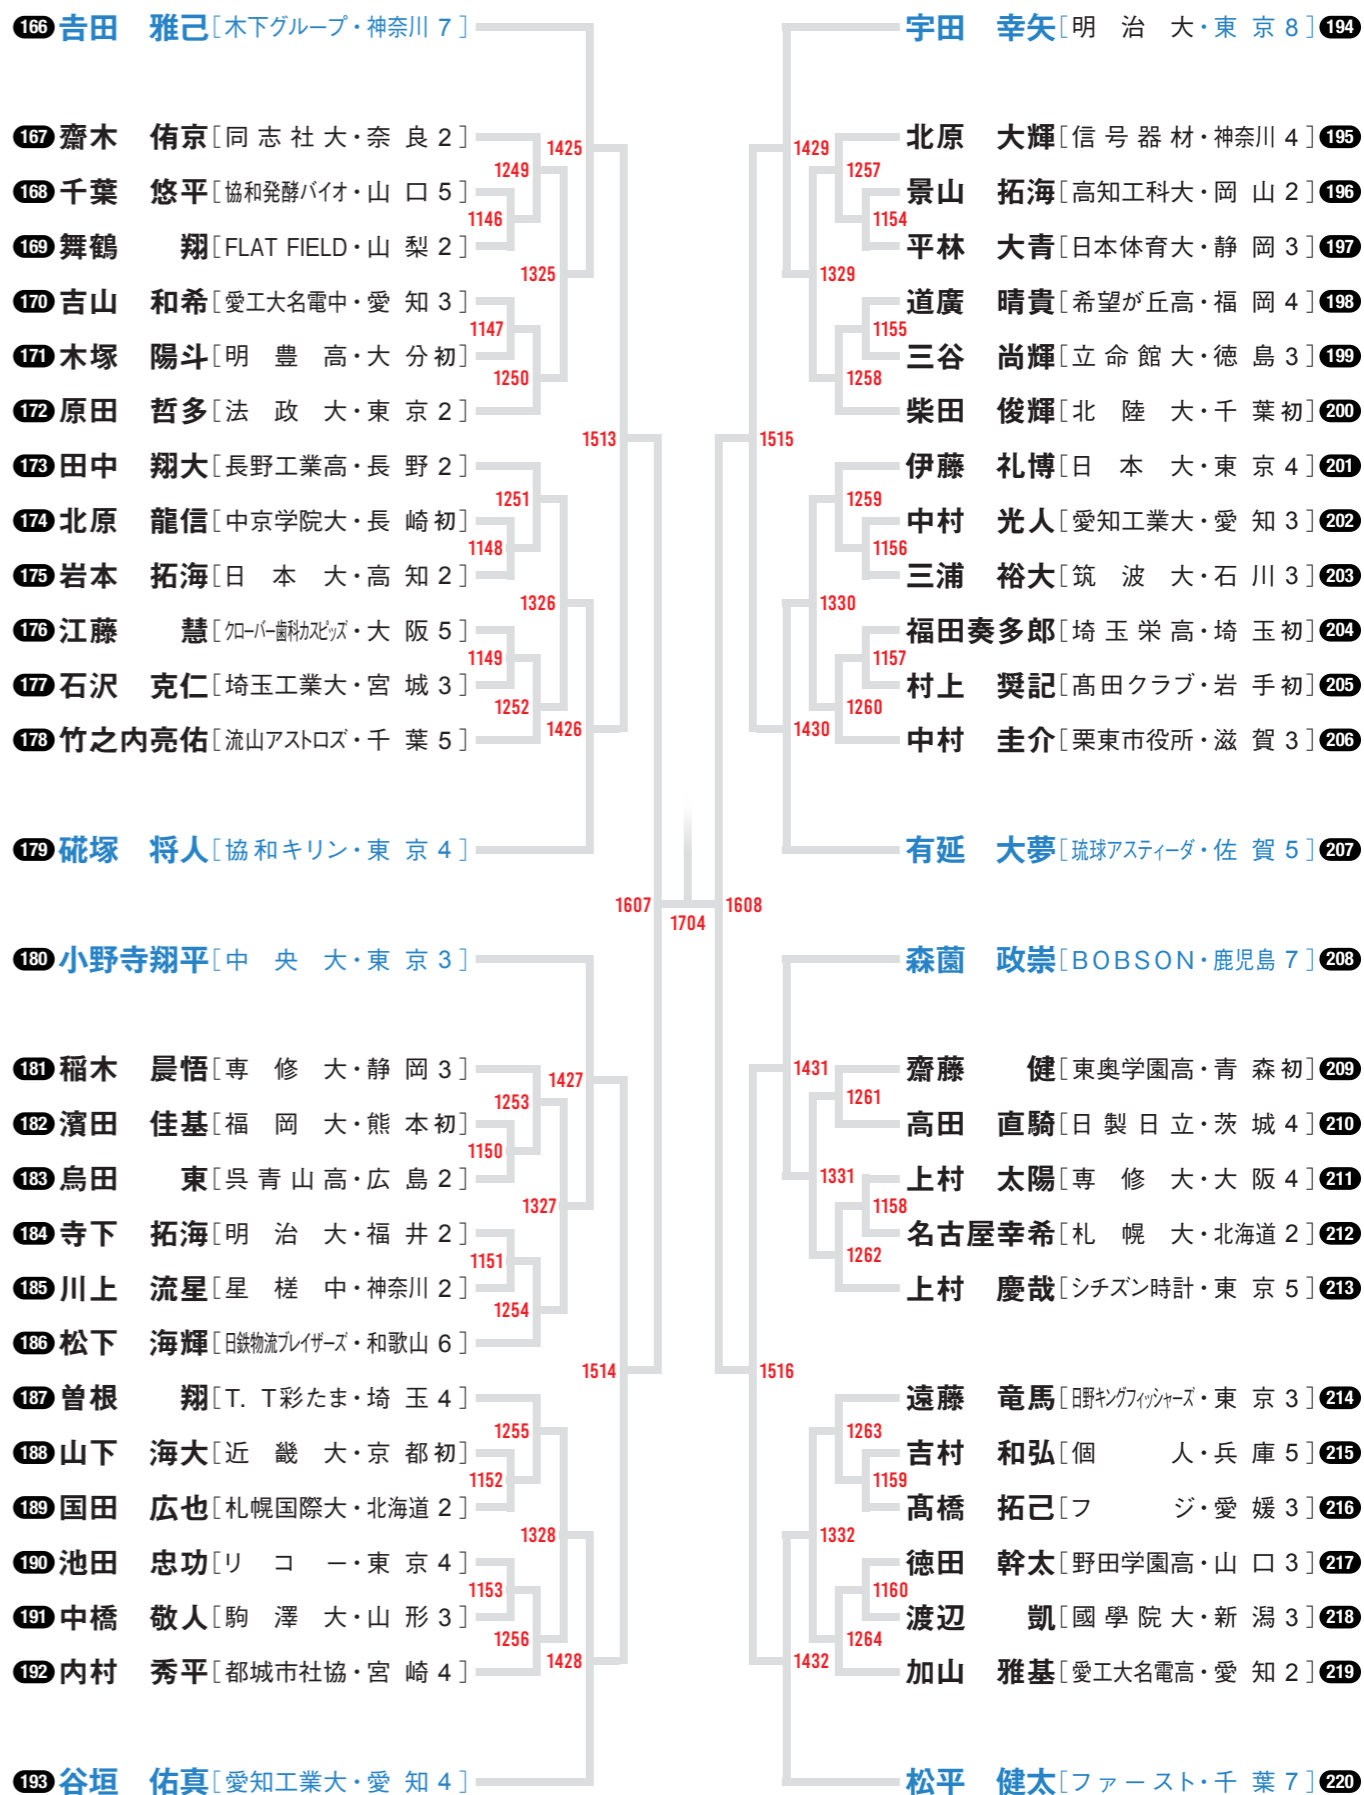 166 𠮷田 雅己［木下グループ・神奈川 7］
167 齋木 侑京［同志社大・奈良 2］
168 千葉 悠平［協和発酵バイオ・山口 5］
169 舞鶴 翔［FLAT FIELD・山梨 2］
170 吉山 和希［愛工大名電中・愛知 3］
171 木塚 陽斗［明豊高・大分初］
172 原田 哲多［法政大・東京 2］
173 田中 翔大［長野工業高・長野 2］
174 北原 龍信［中京学院大・長崎初］
175 岩本 拓海［日本大・高知 2］
176 江藤 慧［クローバー歯科カスピッズ・大阪 5］
177 石沢 克仁［埼玉工業大・宮城 3］
178 竹之内亮佑［流山アストロズ・千葉 5］
179 硴塚 将人［協和キリン・東京 4］
180 小野寺翔平［中央大・東京 3］
181 稲木 晨悟［専修大・静岡 3］
182 濱田 佳基［福岡大・熊本初］
183 烏田 東［呉青山高・広島 2］
184 寺下 拓海［明治大・福井 2］
185 川上 流星［星槎中・神奈川 2］
186 松下 海輝［日鉄物流ブレイザーズ・和歌山 6］
187 曽根 翔［T. T彩たま・埼玉 4］
188 山下 海大［近畿大・京都初］
189 国田 広也［札幌国際大・北海道 2］
190 池田 忠功［リコー・東京 4］
191 中橋 敬人［駒澤大・山形 3］
192 内村 秀平［都城市社協・宮崎 4］
193 谷垣 佑真［愛知工業大・愛知 4］
1425
1249
1146
1325
1147
1250
1513
1251
1148
1326
1149
1252
1426
1607
1704
1608
1427
1253
1150
1327
1151
1254
1514
1255
1152
1328
1153
1256
1428
1429
1257
1154
1329
1155
1258
1515
1259
1156
1330
1157
1260
1430
1431
1261
1331
1158
1262
1516
1263
1159
1332
1160
1264
1432
宇田 幸矢［明治大・東京 8］194
北原 大輝［信号器材・神奈川 4］195
景山 拓海［高知工科大・岡山 2］196
平林 大青［日本体育大・静岡 3］197
道廣 晴貴［希望が丘高・福岡 4］198
三谷 尚輝［立命館大・徳島 3］199
柴田 俊輝［北陸大・千葉初］200
伊藤 礼博［日本大・東京 4］201
中村 光人［愛知工業大・愛知 3］202
三浦 裕大［筑波大・石川 3］203
福田奏多郎［埼玉栄高・埼玉初］204
村上 奨記［髙田クラブ・岩手初］205
中村 圭介［栗東市役所・滋賀 3］206
有延 大夢［琉球アスティーダ・佐賀 5］207
森薗 政崇［BOBSON・鹿児島 7］208
齋藤 健［東奥学園高・青森初］209
高田 直騎［日製日立・茨城 4］210
上村 太陽［専修大・大阪 4］211
名古屋幸希［札幌大・北海道 2］212
上村 慶哉［シチズン時計・東京 5］213
遠藤 竜馬［日野キングフィッシャーズ・東京 3］214
吉村 和弘［個人・兵庫 5］215
髙橋 拓己［フジ・愛媛 3］216
徳田 幹太［野田学園高・山口 3］217
渡辺 凱［國學院大・新潟 3］218
加山 雅基［愛工大名電高・愛知 2］219
松平 健太［ファースト・千葉 7］220